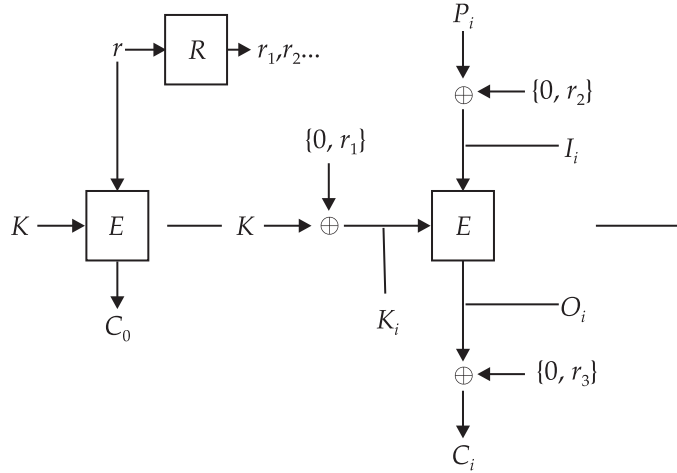 P_i
r R r_1,r_2...
{0, r_2}
{0, r_1}
I_i
K E K ⊕ E
K_i
O_i
C_0
{0, r_3}
C_i